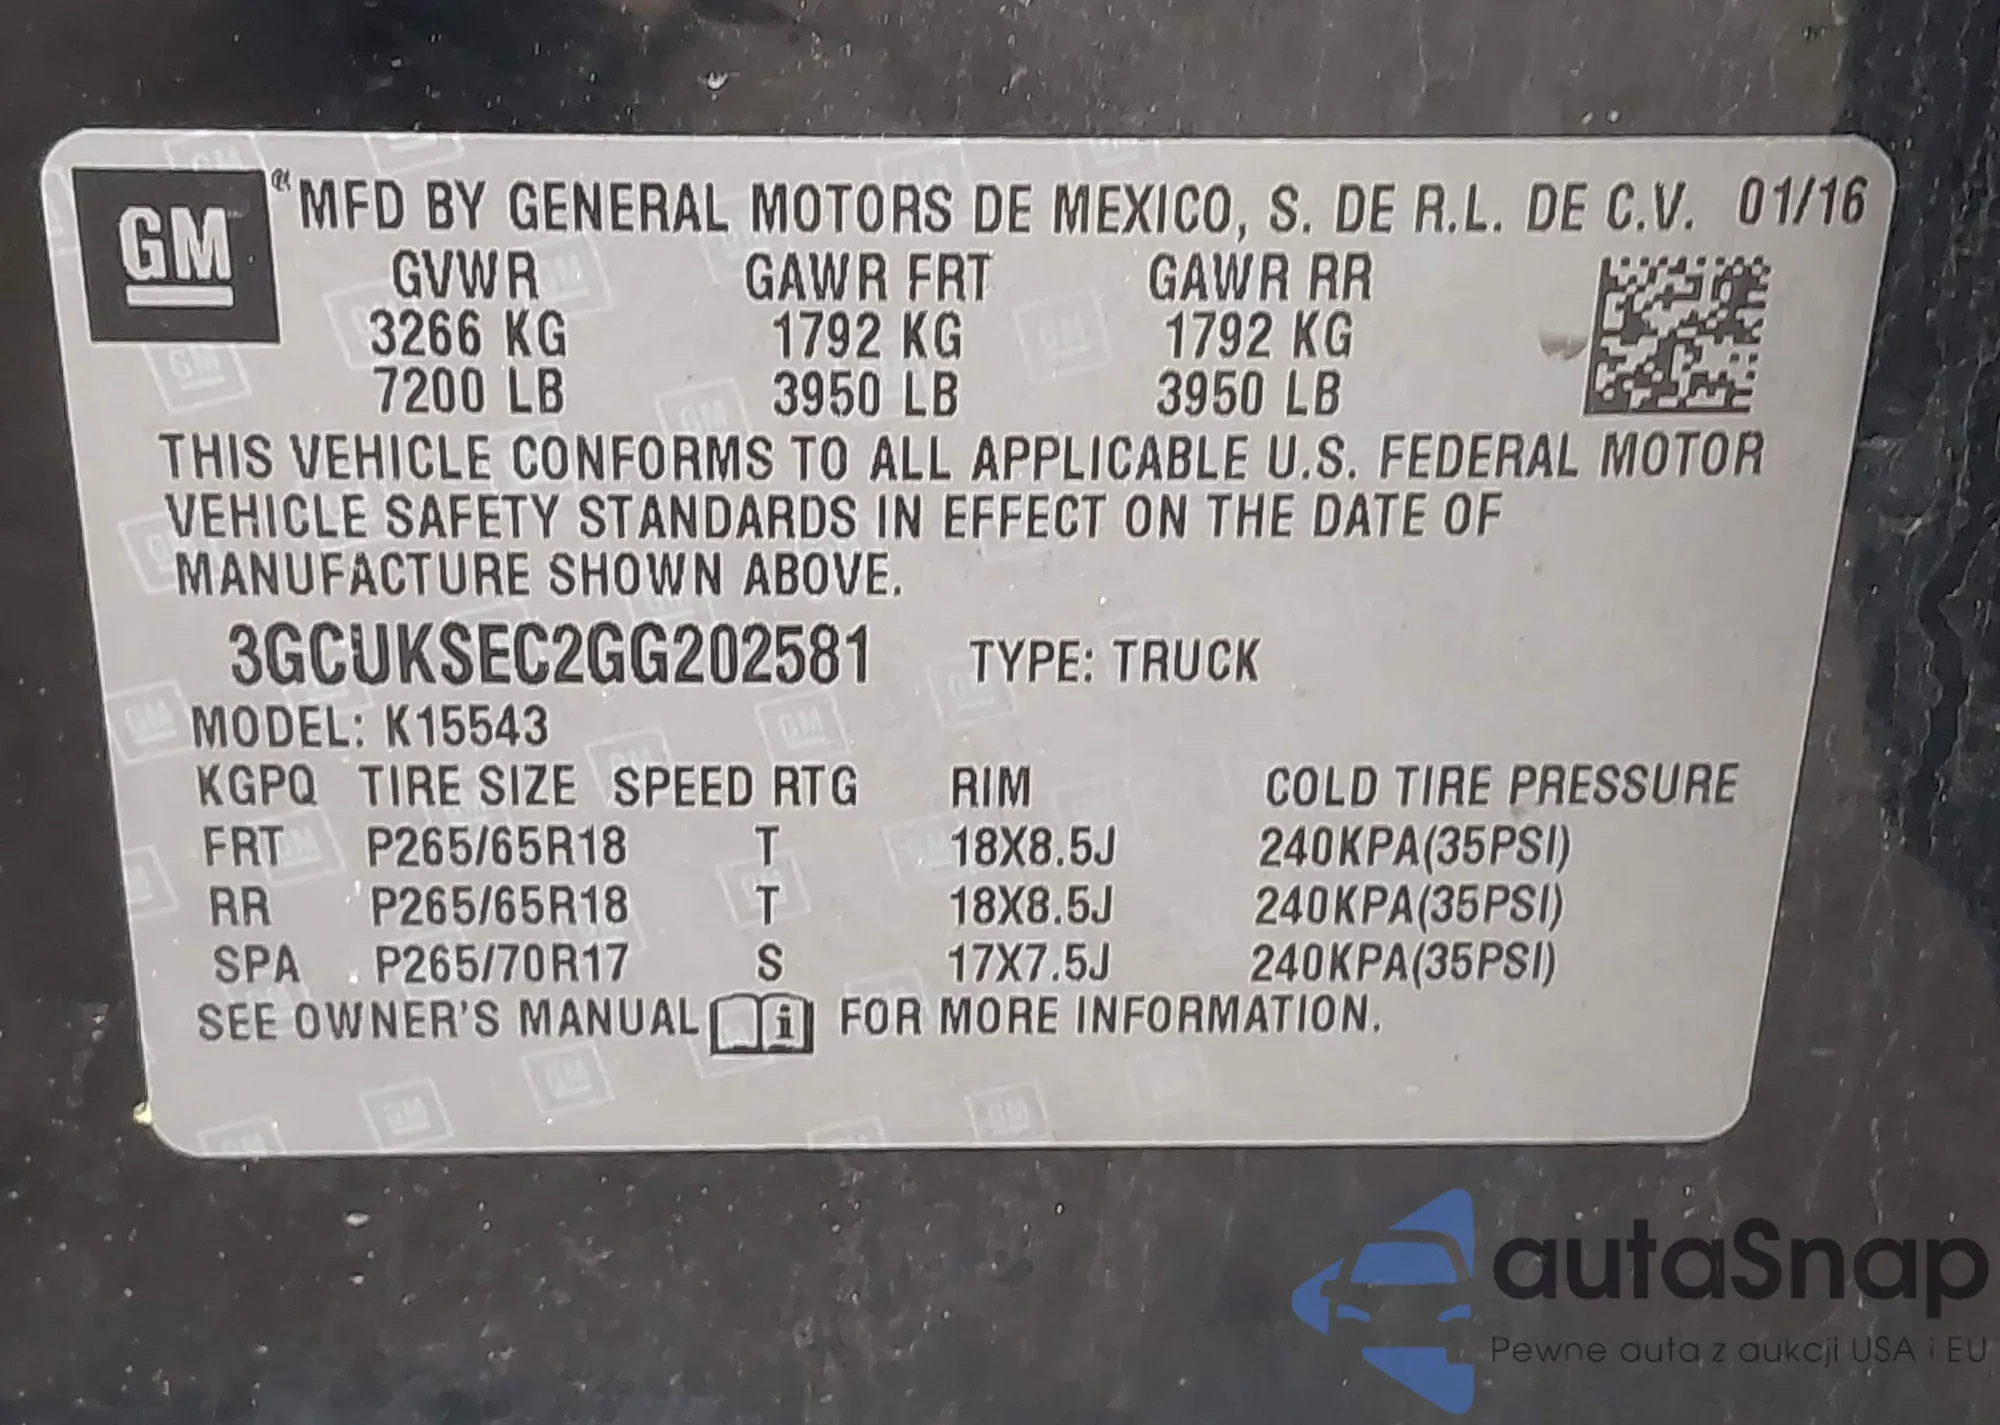 GM
MFD BY GENERAL MOTORS DE MEXICO, S. DE R.L. DE C.V. 01/16
GVWR GAWR FRT GAWR RR
3266 KG 1792 KG 1792 KG
7200 LB 3950 LB 3950 LB
THIS VEHICLE CONFORMS TO ALL APPLICABLE U.S. FEDERAL MOTOR
VEHICLE SAFETY STANDARDS IN EFFECT ON THE DATE OF
MANUFACTURE SHOWN ABOVE.
3GCUKSEC2GG202581 TYPE: TRUCK
MODEL: K15543
KGPQ TIRE SIZE SPEED RTG RIM COLD TIRE PRESSURE
FRT P265/65R18 T 18X8.5J 240KPA(35PSI)
RR P265/65R18 T 18X8.5J 240KPA(35PSI)
SPA P265/70R17 S 17X7.5J 240KPA(35PSI)
SEE OWNER'S MANUAL i FOR MORE INFORMATION.
autaSnap
Pewne auta z aukcji USA i EU